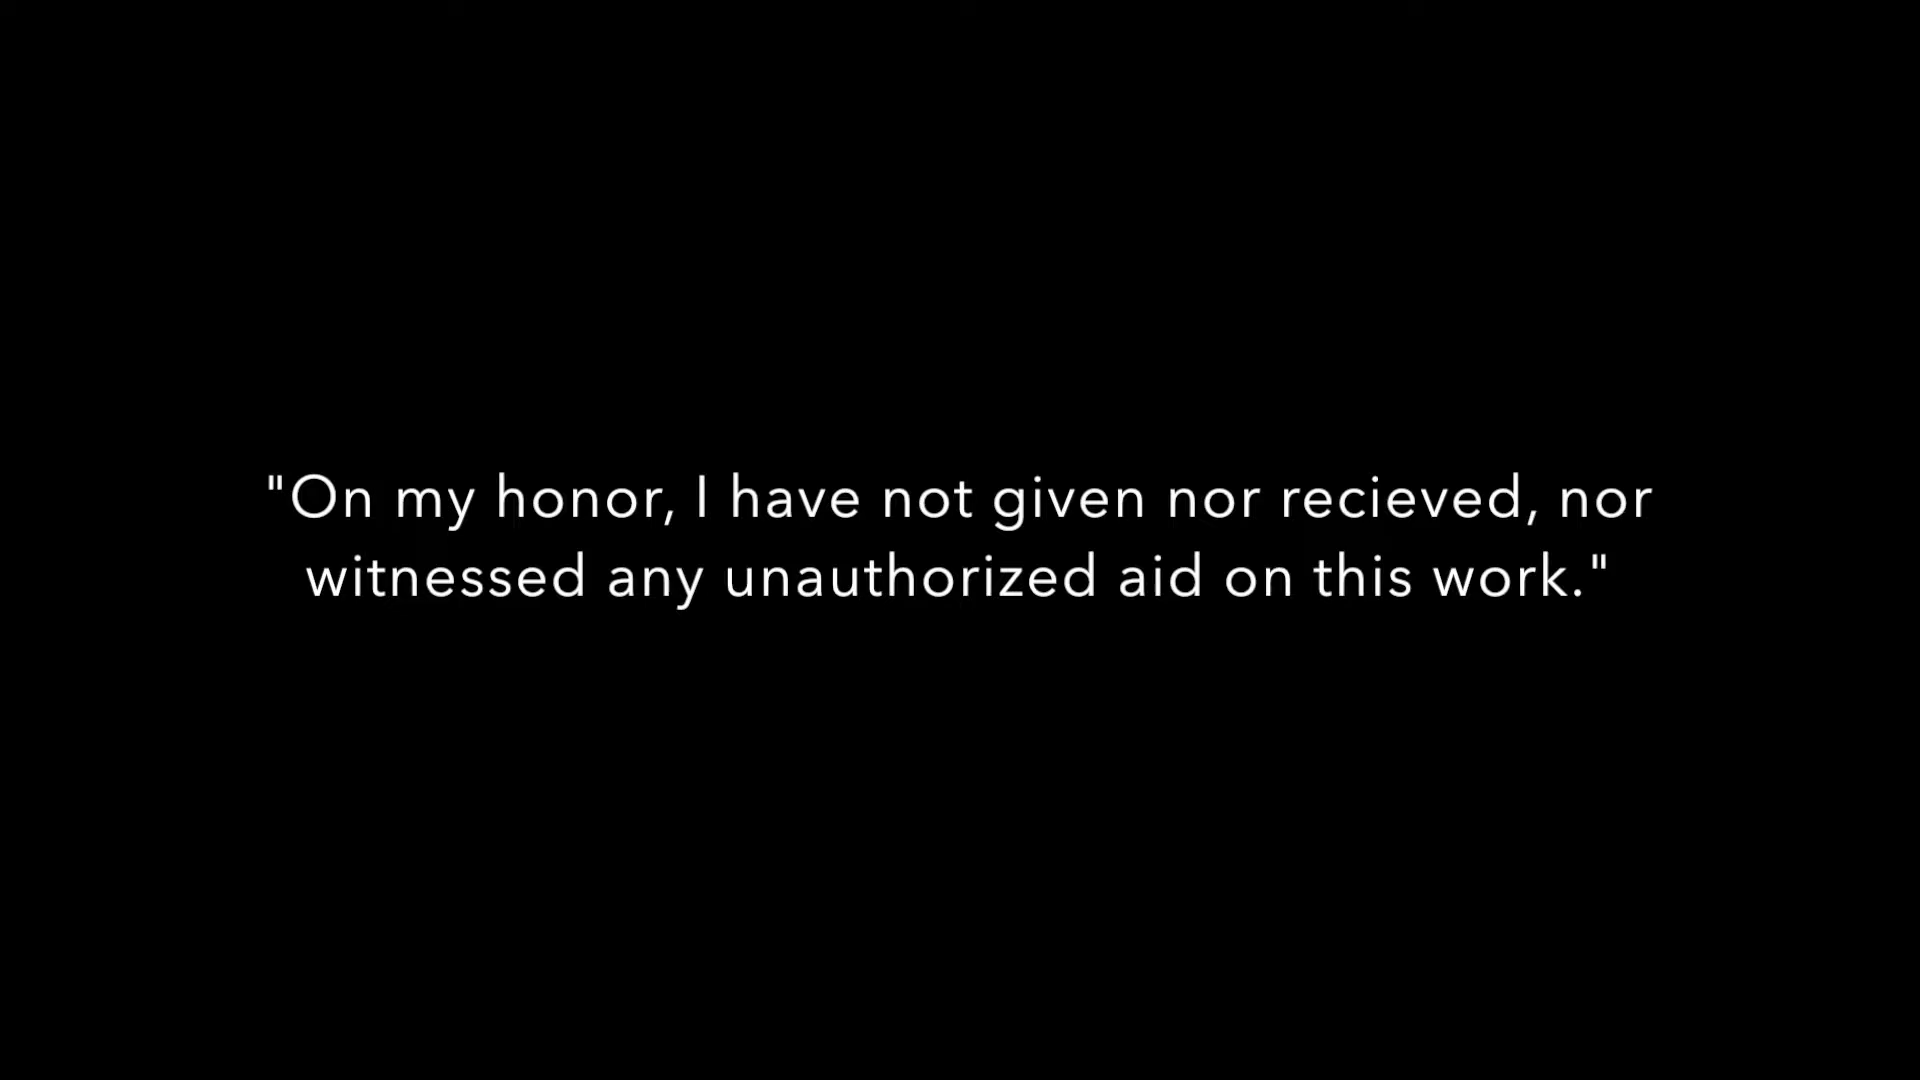 "On my honor, I have not given nor recieved, nor
witnessed any unauthorized aid on this work."